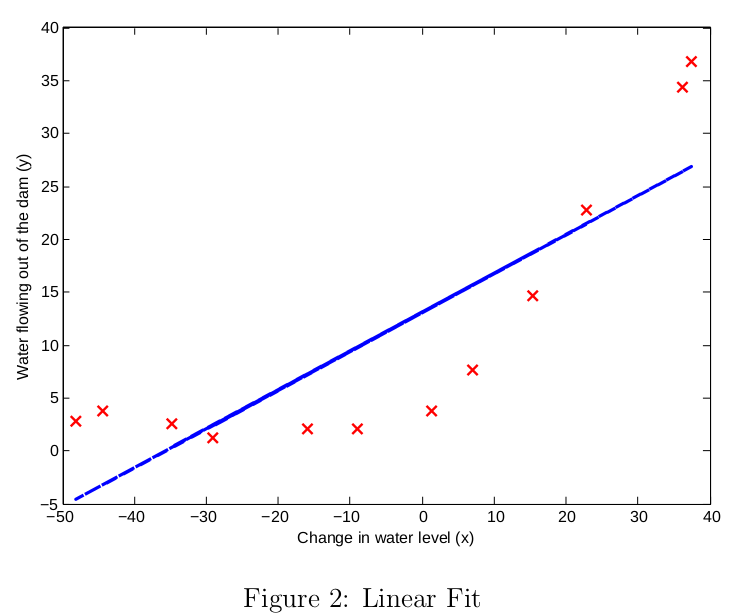 40
35
30
25
20
15
10
5
0
−5
Water flowing out of the dam (y)
−50 −40 −30 −20 −10 0 10 20 30 40
Change in water level (x)
Figure 2: Linear Fit